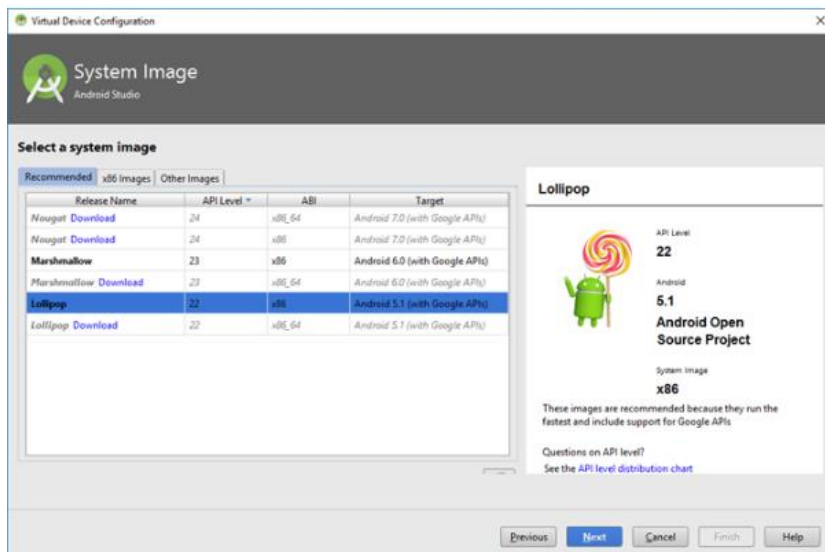 Virtual Device Configuration
System Image
Android Studio
Select a system image
Recommended x86 Images Other Images
Release Name API Level ABI Target
Nougat Download 24 x86_64 Android 7.0 (with Google APIs)
Nougat Download 24 x86 Android 7.0 (with Google APIs)
Marshmallow 23 x86 Android 6.0 (with Google APIs)
Marshmallow Download 23 x86_64 Android 6.0 (with Google APIs)
Lollipop 22 x86 Android 5.1 (with Google APIs)
Lollipop Download 22 x86_64 Android 5.1 (with Google APIs)
Lollipop
API Level
22
Android
5.1
Android Open
Source Project
System Image
x86
These images are recommended because they run the
fastest and include support for Google APIs
Questions on API level?
See the API level distribution chart
Previous Next Cancel Finish Help